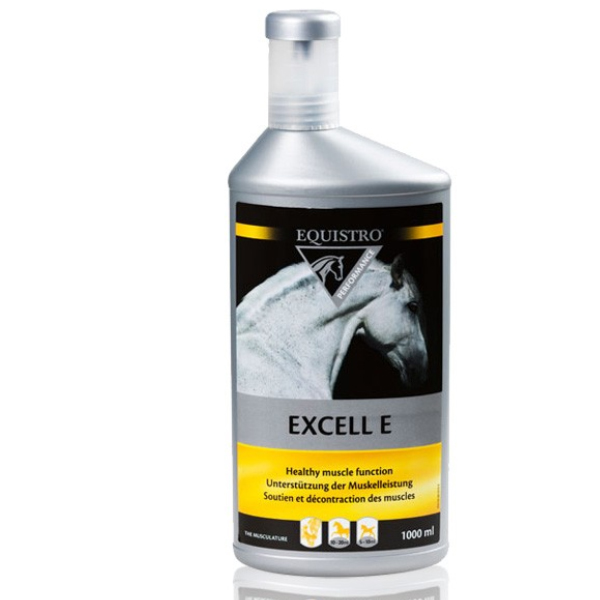 EQUISTRO®
PERFORMANCE
EXCELL E
Healthy muscle function
Unterstützung der Muskelleistung
Soutien et décontraction des muscles
THE MUSCULATURE
1000 ml